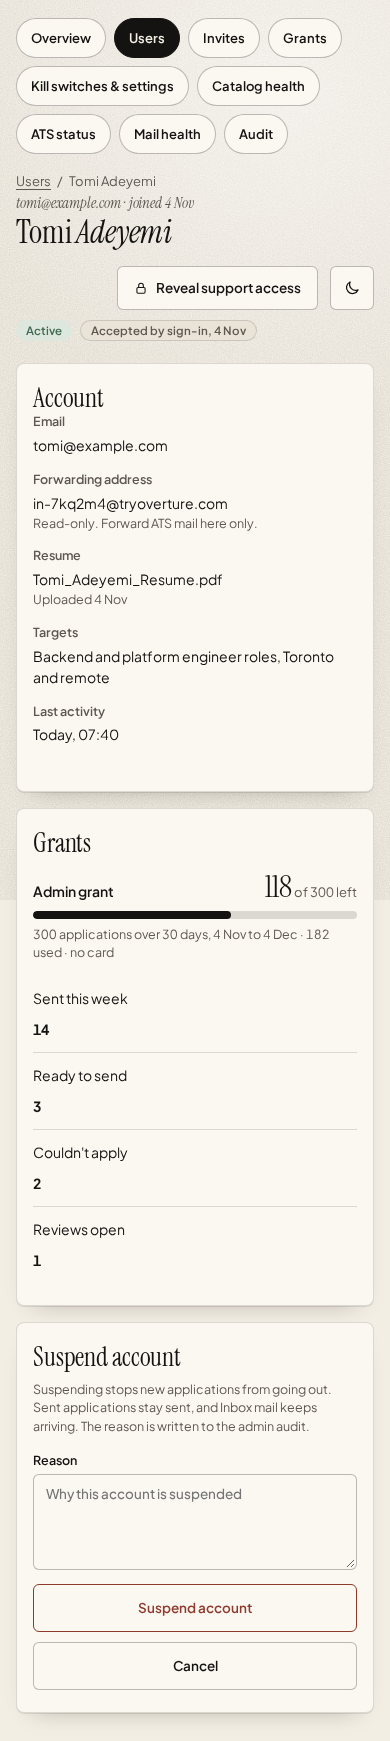 Overview
Users
Invites
Grants
Kill switches & settings
Catalog health
ATS status
Mail health
Audit
Users / Tomi Adeyemi
tomi@example.com · joined 4 Nov
Tomi Adeyemi
Reveal support access
Active
Accepted by sign-in, 4 Nov
Account
Email
tomi@example.com
Forwarding address
in-7kq2m4@tryoverture.com
Read-only. Forward ATS mail here only.
Resume
Tomi_Adeyemi_Resume.pdf
Uploaded 4 Nov
Targets
Backend and platform engineer roles, Toronto
and remote
Last activity
Today, 07:40
Grants
Admin grant
118 of 300 left
300 applications over 30 days, 4 Nov to 4 Dec · 182
used · no card
Sent this week
14
Ready to send
3
Couldn't apply
2
Reviews open
1
Suspend account
Suspending stops new applications from going out.
Sent applications stay sent, and Inbox mail keeps
arriving. The reason is written to the admin audit.
Reason
Why this account is suspended
Suspend account
Cancel